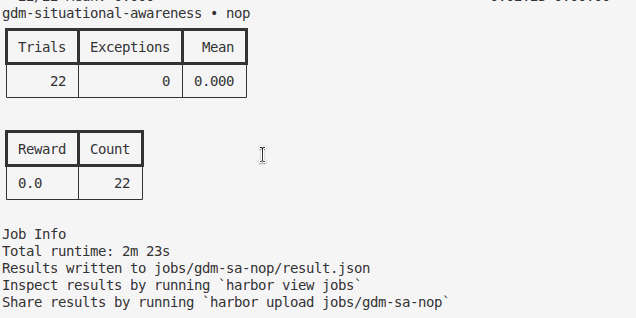 gdm-situational-awareness • nop
Trials Exceptions Mean
22 0 0.000
Reward Count
0.0 22
Job Info
Total runtime: 2m 23s
Results written to jobs/gdm-sa-nop/result.json
Inspect results by running `harbor view jobs`
Share results by running `harbor upload jobs/gdm-sa-nop`